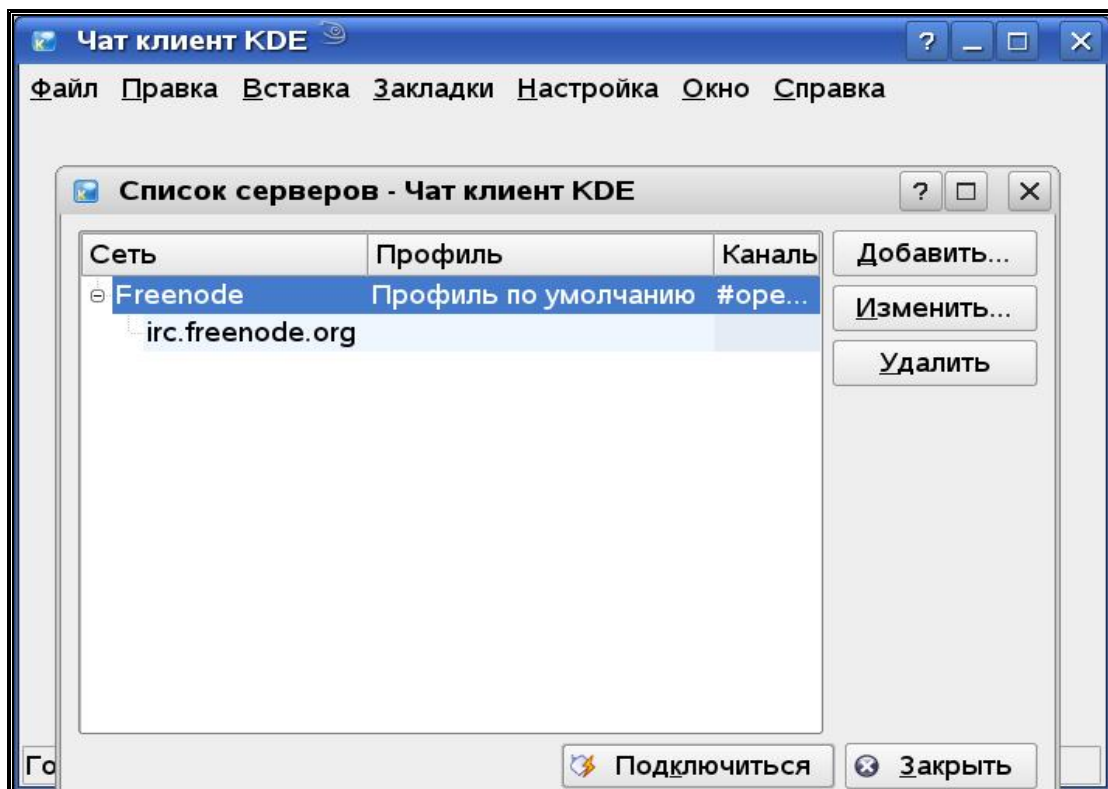 Чат клиент KDE
Файл Правка Вставка Закладки Настройка Окно Справка
Список серверов - Чат клиент KDE
Сеть Профиль Каналы
Добавить...
Freenode Профиль по умолчанию #ope...
Изменить...
irc.freenode.org
Удалить
Го
Подключиться
Закрыть